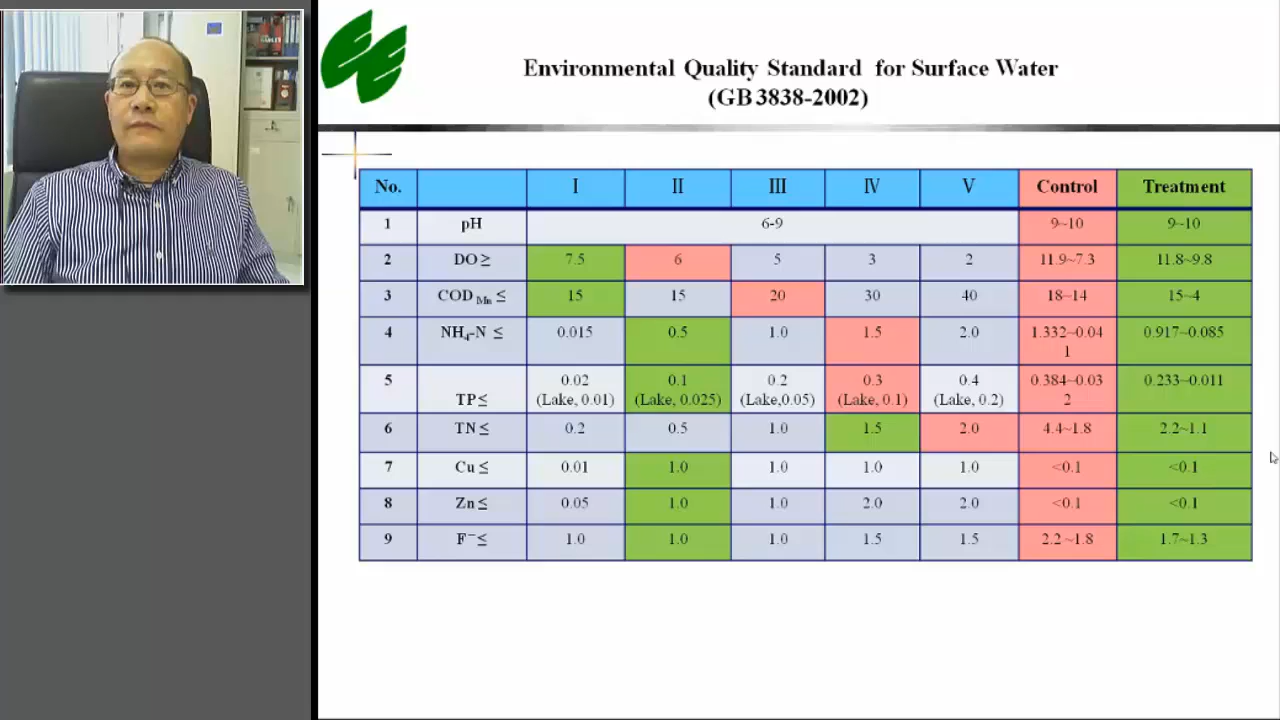 Environmental Quality Standard for Surface Water
(GB 3838-2002)
No. I II III IV V Control Treatment
1 pH 6-9 9~10 9~10
2 DO ≥ 7.5 6 5 3 2 11.9~7.3 11.8~9.8
3 COD Mn ≤ 15 15 20 30 40 18~14 15~4
4 NH4-N ≤ 0.015 0.5 1.0 1.5 2.0 1.332~0.04
1
0.917~0.085
5 TP≤ 0.02 0.1 0.2 0.3 0.4 0.384~0.03 0.233~0.011
(Lake, 0.01) (Lake, 0.025) (Lake,0.05) (Lake, 0.1) (Lake, 0.2) 2
6 TN ≤ 0.2 0.5 1.0 1.5 2.0 4.4~1.8 2.2~1.1
7 Cu ≤ 0.01 1.0 1.0 1.0 1.0 <0.1 <0.1
8 Zn ≤ 0.05 1.0 1.0 2.0 2.0 <0.1 <0.1
9 F⁻≤ 1.0 1.0 1.0 1.5 1.5 2.2 ~1.8 1.7~1.3